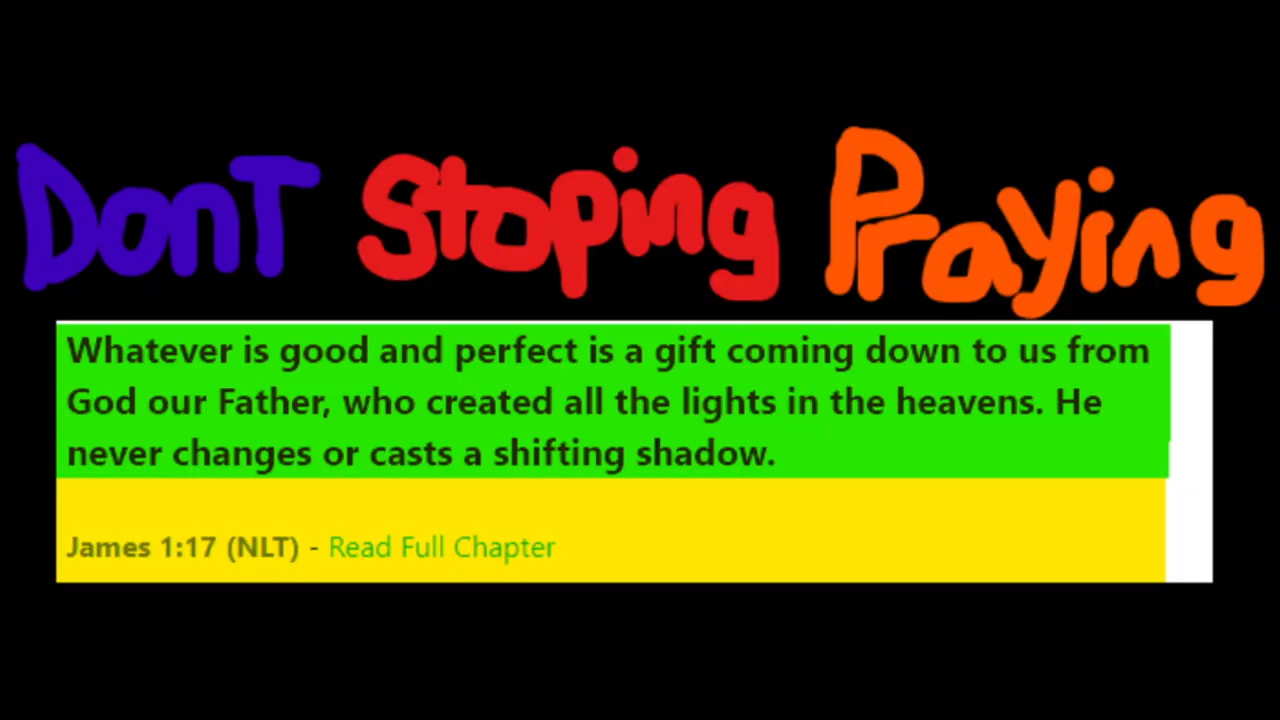 DonT Stoping Praying
Whatever is good and perfect is a gift coming down to us from
God our Father, who created all the lights in the heavens. He
never changes or casts a shifting shadow.
James 1:17 (NLT) - Read Full Chapter